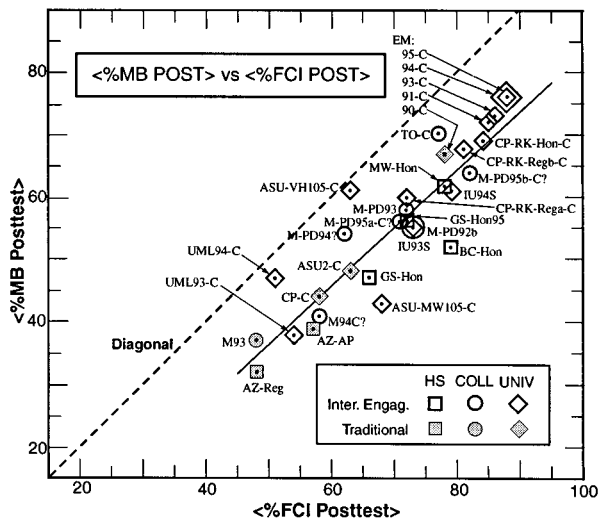 <%MB POST> vs <%FCI POST>
EM:
95-C
94-C
93-C
91-C
90-C
TO-C
CP-RK-Hon-C
CP-RK-Regb-C
MW-Hon
M-PD95b-C?
ASU-VH105-C
IU94S
M-PD93
CP-RK-Rega-C
M-PD95a-C?
GS-Hon95
M-PD94?
M-PD92b
IU93S
BC-Hon
UML94-C
ASU2-C
GS-Hon
UML93-C
CP-C
ASU-MW105-C
M94C?
Diagonal
M93
AZ-AP
AZ-Reg
HS COLL UNIV
Inter. Engag.
Traditional
80
60
40
20
<%MB Posttest>
20 40 60 80 100
<%FCI Posttest>